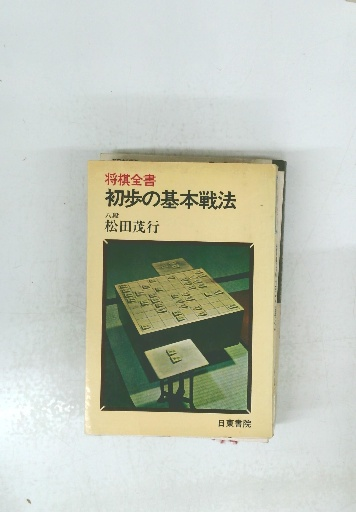 将棋全書
初歩の基本戦法
八段
松田茂行
日東書院